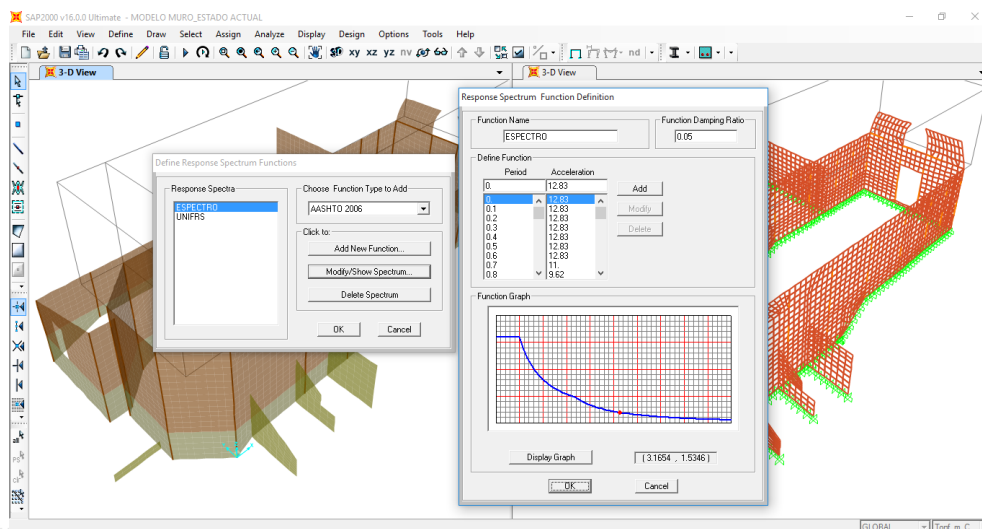 SAP2000 v16.0.0 Ultimate - MODELO MURO_ESTADO ACTUAL
File Edit View Define Draw Select Assign Analyze Display Design Options Tools Help
3D xy xz yz nv nd
3-D View
3-D View
Define Response Spectrum Functions
Response Spectra
ESPECTRO
UNIFRS
Choose Function Type to Add
AASHTO 2006
Click to:
Add New Function...
Modify/Show Spectrum...
Delete Spectrum
OK Cancel
Response Spectrum Function Definition
Function Name
ESPECTRO
Function Damping Ratio
0.05
Define Function
Period Acceleration
0. 12.83
0. 12.83
0.1 12.83
0.2 12.83
0.3 12.83
0.4 12.83
0.5 12.83
0.6 12.83
0.7 11.
0.8 9.62
Add
Modify
Delete
Function Graph
Display Graph
(3.1654 , 1.5346)
OK Cancel
all
PS
GLOBAL Tonf, m, C